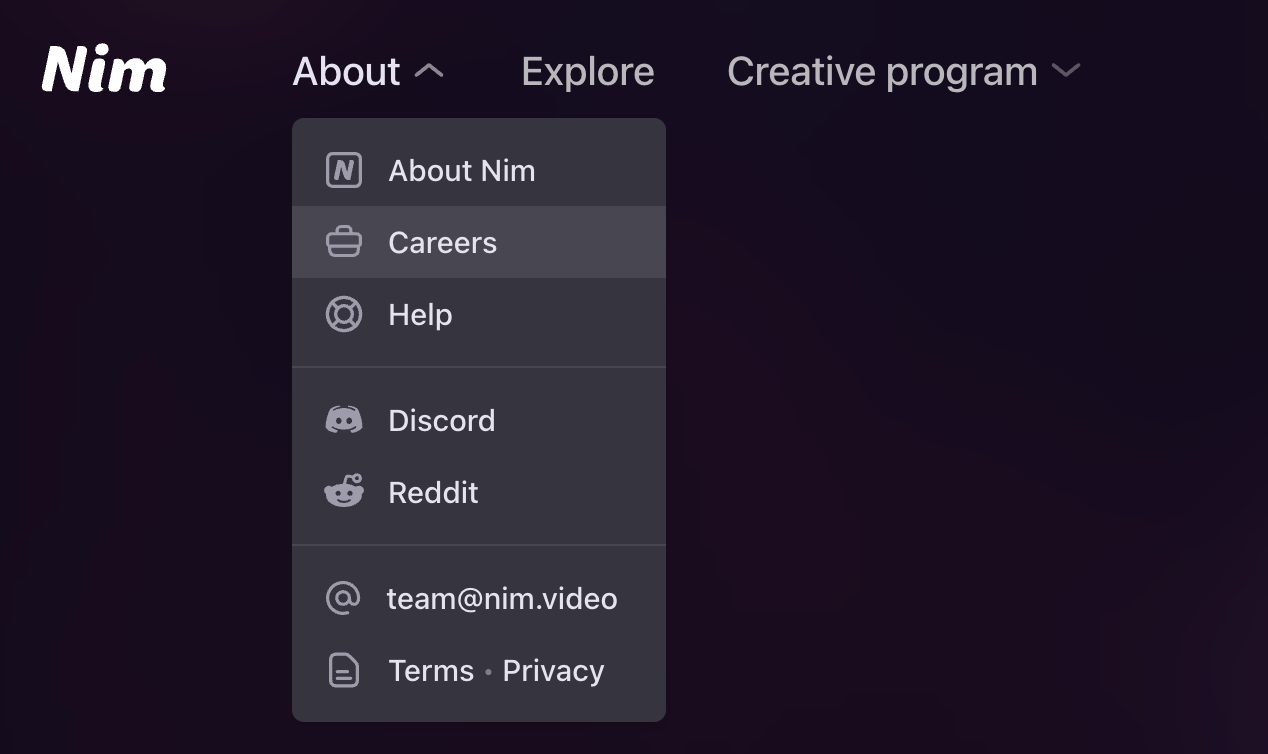 Nim About Explore Creative program
About Nim
Careers
Help
Discord
Reddit
team@nim.video
Terms • Privacy